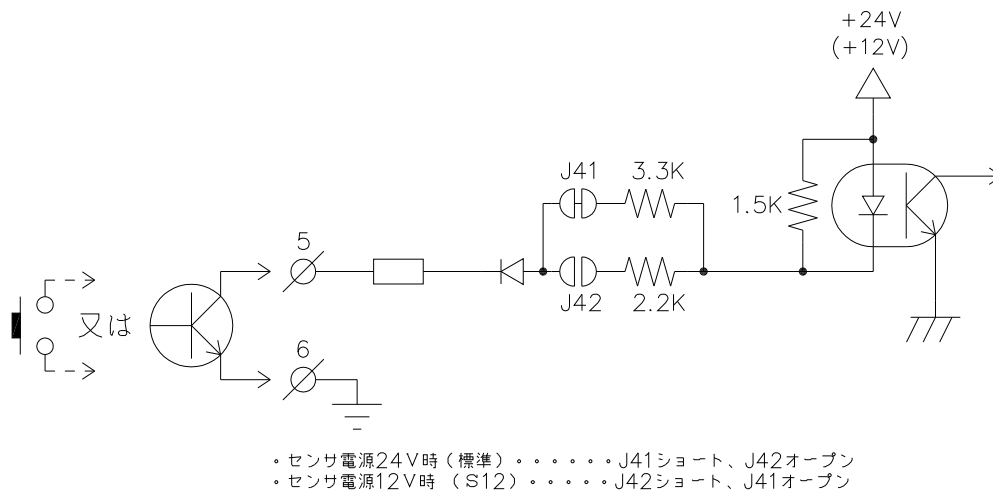 +24V
(+12V)
J41
3.3K
1.5K
5
J42
2.2K
又は
6
・センサ電源24V時(標準)・・・・・・J41ショート、J42オープン
・センサ電源12V時 (S12)・・・・・J42ショート、J41オープン